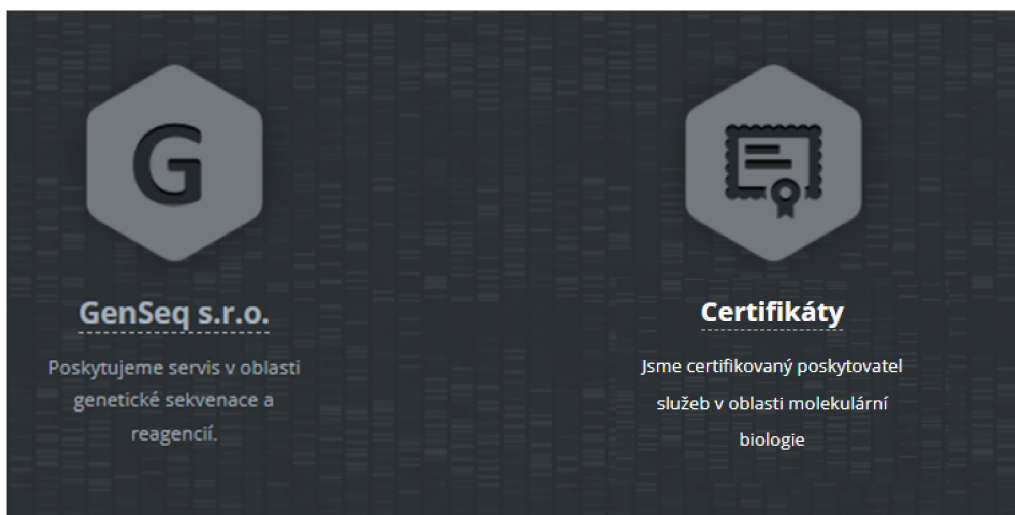 G
GenSeq s.r.o.
Poskytujeme servis v oblasti
genetické sekvenace a
reagencií.
Certifikáty
Jsme certifikovaný poskytovatel
služeb v oblasti molekulární
biologie